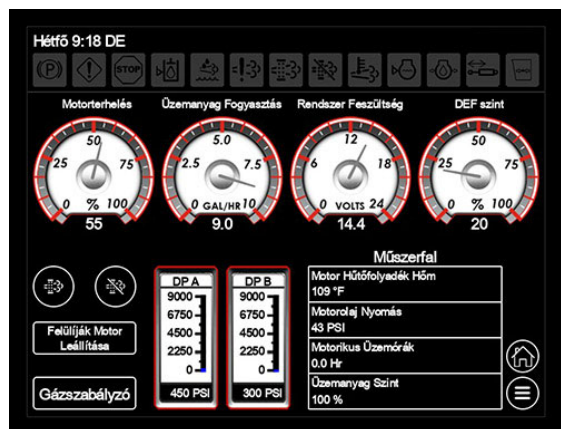 Hétfő 9:18 DE
STOP
Motorterhelés
Üzemanyag Fogyasztás
Rendszer Feszültség
DEF szint
50
25 75
0 % 100
55
5.0
2.5 7.5
0 GAL/HR 10
9.0
12
6 18
0 VOLTS 24
14.4
50
25 75
0 % 100
20
Felülíják Motor
Leállítása
Gázszabályzó
DP A
9000
6750
4500
2250
0
450 PSI
DP B
9000
6750
4500
2250
0
300 PSI
Műszerfal
Motor Hűtőfolyadék Hőm
109 °F
Motorolaj Nyomás
43 PSI
Motorikus Üzemórák
0.0 Hr
Üzemanyag Szint
100 %